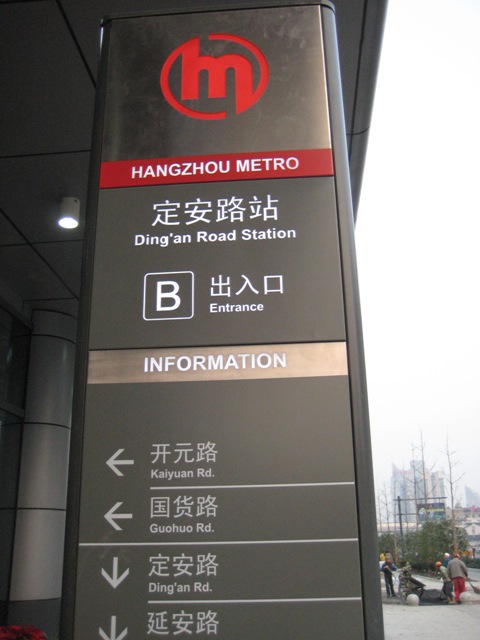 HANGZHOU METRO
定安路站
Ding'an Road Station
B 出入口
Entrance
INFORMATION
← 开元路
Kaiyuan Rd.
← 国货路
Guohuo Rd.
↓ 定安路
Ding'an Rd.
↓ 延安路